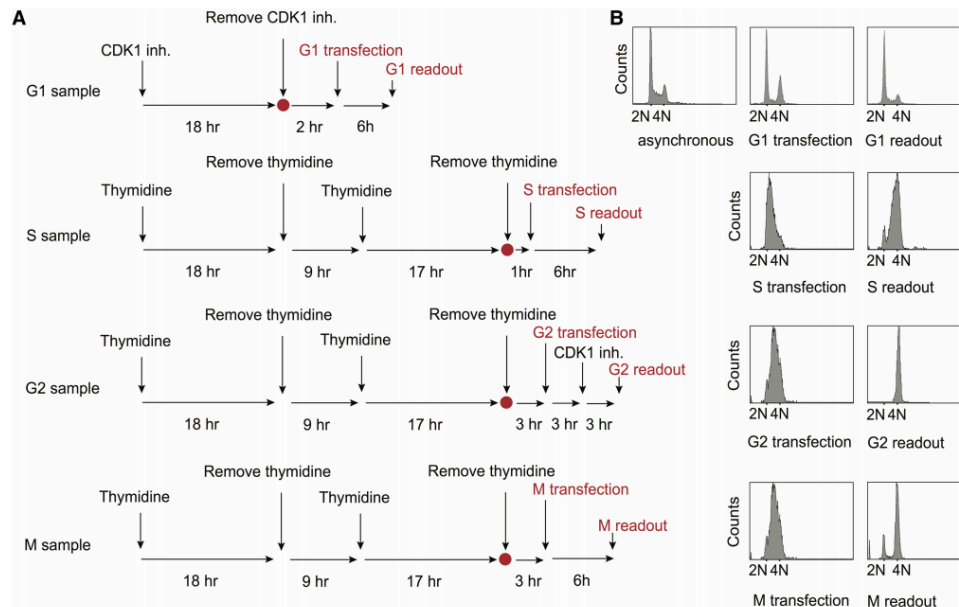 A
Remove CDK1 inh.
CDK1 inh.
G1 transfection
G1 readout
G1 sample
18 hr
2 hr
6h
Remove thymidine
Remove thymidine
Thymidine
Thymidine
S transfection
S readout
S sample
18 hr
9 hr
17 hr
1hr
6hr
Remove thymidine
Remove thymidine
Thymidine
Thymidine
G2 transfection
CDK1 inh.
G2 readout
G2 sample
18 hr
9 hr
17 hr
3 hr
3 hr
3 hr
Remove thymidine
Remove thymidine
Thymidine
Thymidine
M transfection
M readout
M sample
18 hr
9 hr
17 hr
3 hr
6h
B
Counts
2N 4N
2N 4N
2N 4N
asynchronous
G1 transfection
G1 readout
Counts
2N 4N
2N 4N
S transfection
S readout
Counts
2N 4N
2N 4N
G2 transfection
G2 readout
Counts
2N 4N
2N 4N
M transfection
M readout